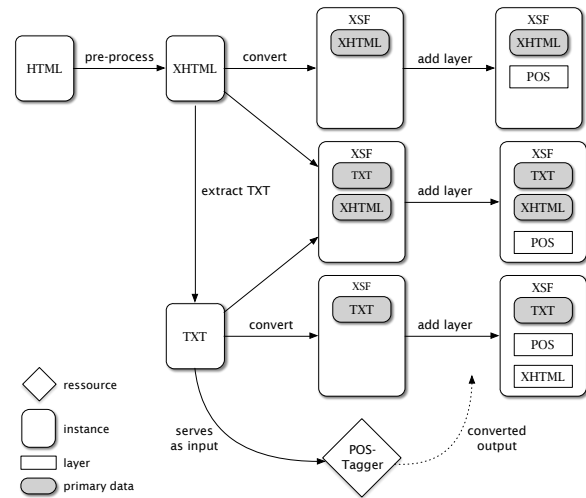 XSF
XSF
XHTML
XHTML
HTML
pre-process
XHTML
convert
add layer
POS
XSF
XSF
extract TXT
TXT
add layer
TXT
XHTML
XHTML
POS
XSF
XSF
TXT
convert
TXT
add layer
TXT
POS
XHTML
ressource
instance
serves
as input
POS-
Tagger
converted
output
layer
primary data